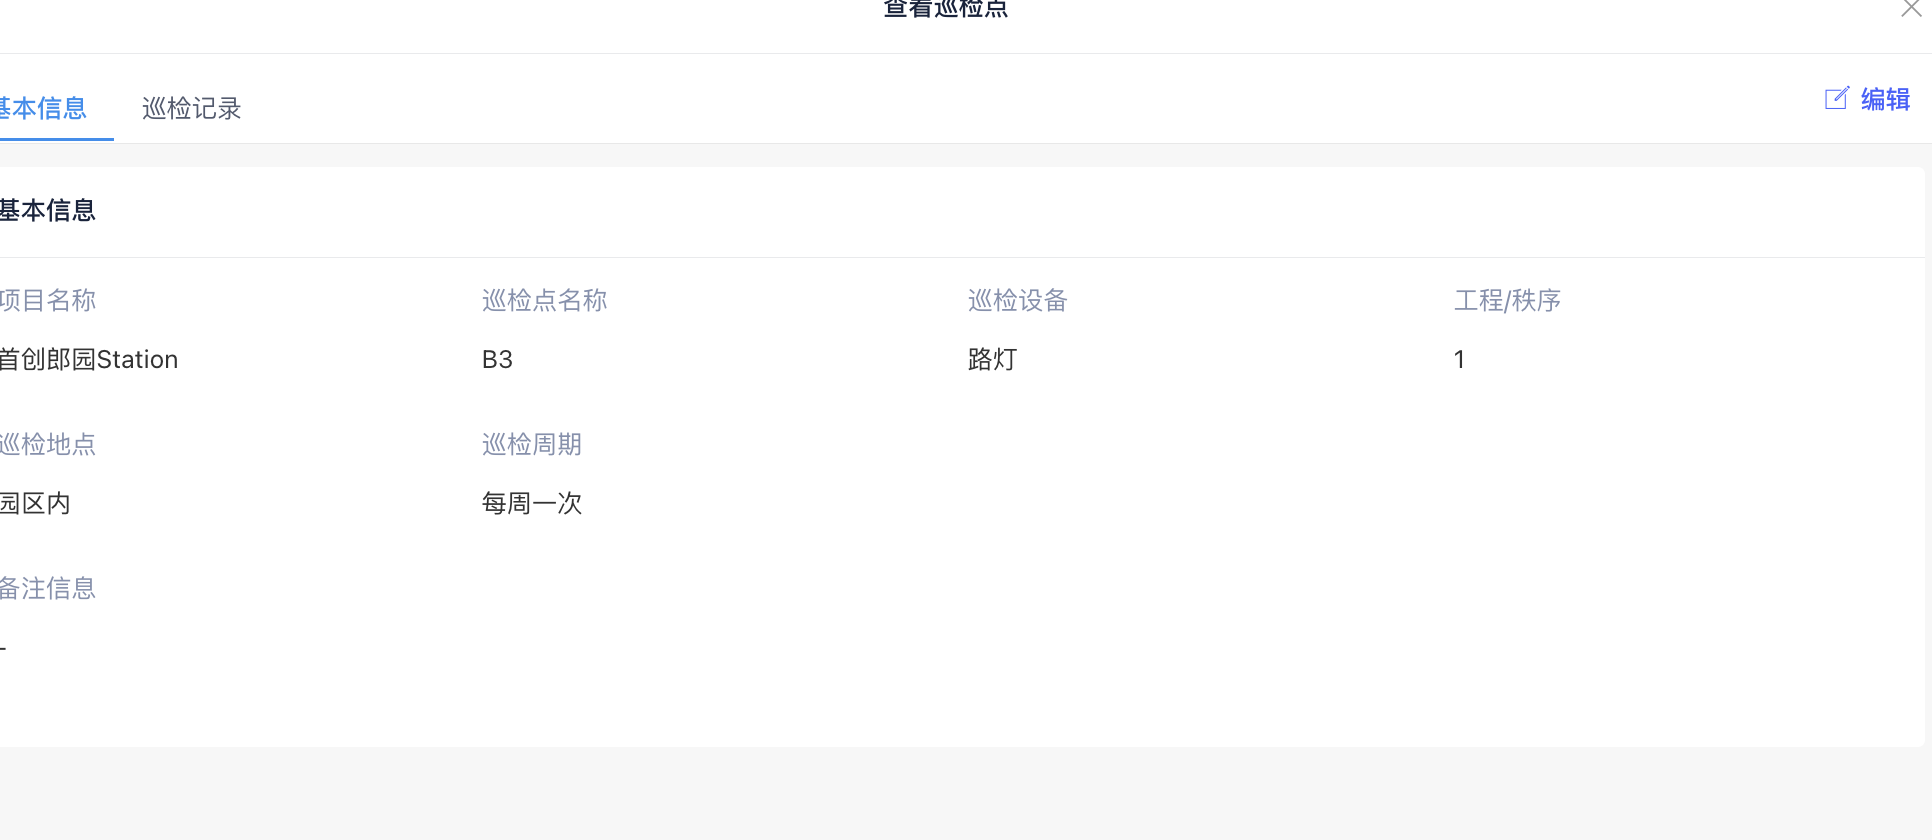 查看巡检点
基本信息 巡检记录 编辑
基本信息
项目名称 巡检点名称 巡检设备 工程/秩序
首创郎园Station B3 路灯 1
巡检地点 巡检周期
园区内 每周一次
备注信息
-